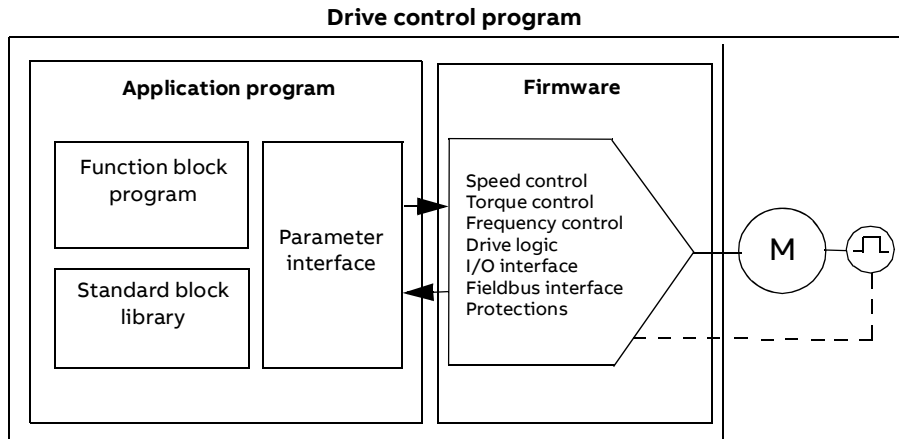 Drive control program
Application program
Firmware
Function block
program
Standard block
library
Parameter
interface
Speed control
Torque control
Frequency control
Drive logic
I/O interface
Fieldbus interface
Protections
M